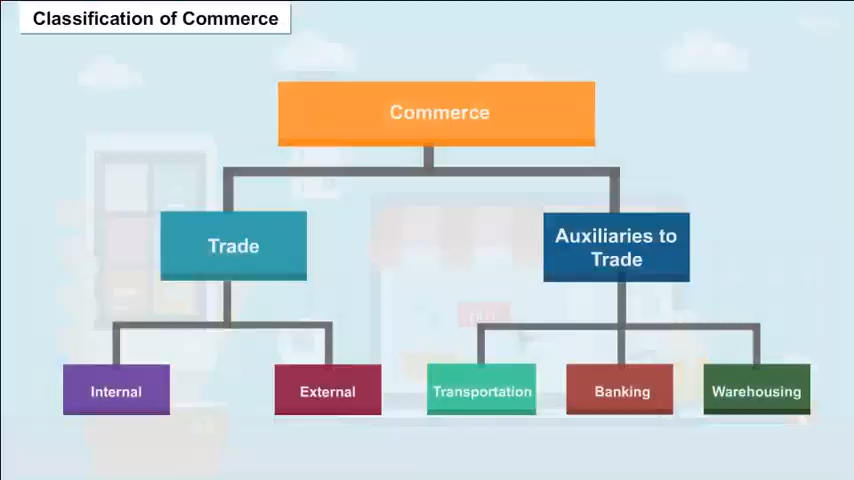 Classification of Commerce
Commerce
Trade
Auxiliaries to
Trade
Internal
External
Transportation
Banking
Warehousing